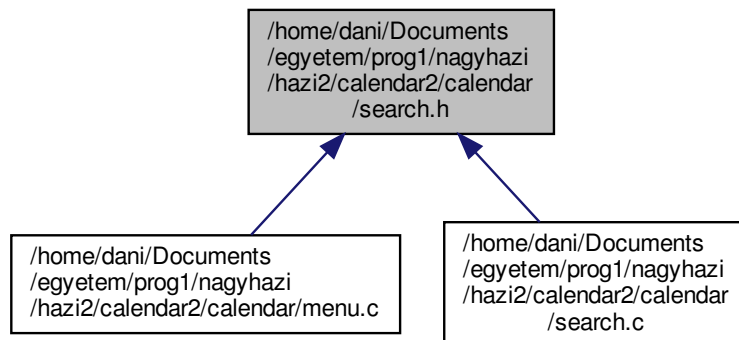 /home/dani/Documents
/egyetem/prog1/nagyhazi
/hazi2/calendar2/calendar
/search.h
/home/dani/Documents
/egyetem/prog1/nagyhazi
/hazi2/calendar2/calendar/menu.c
/home/dani/Documents
/egyetem/prog1/nagyhazi
/hazi2/calendar2/calendar
/search.c